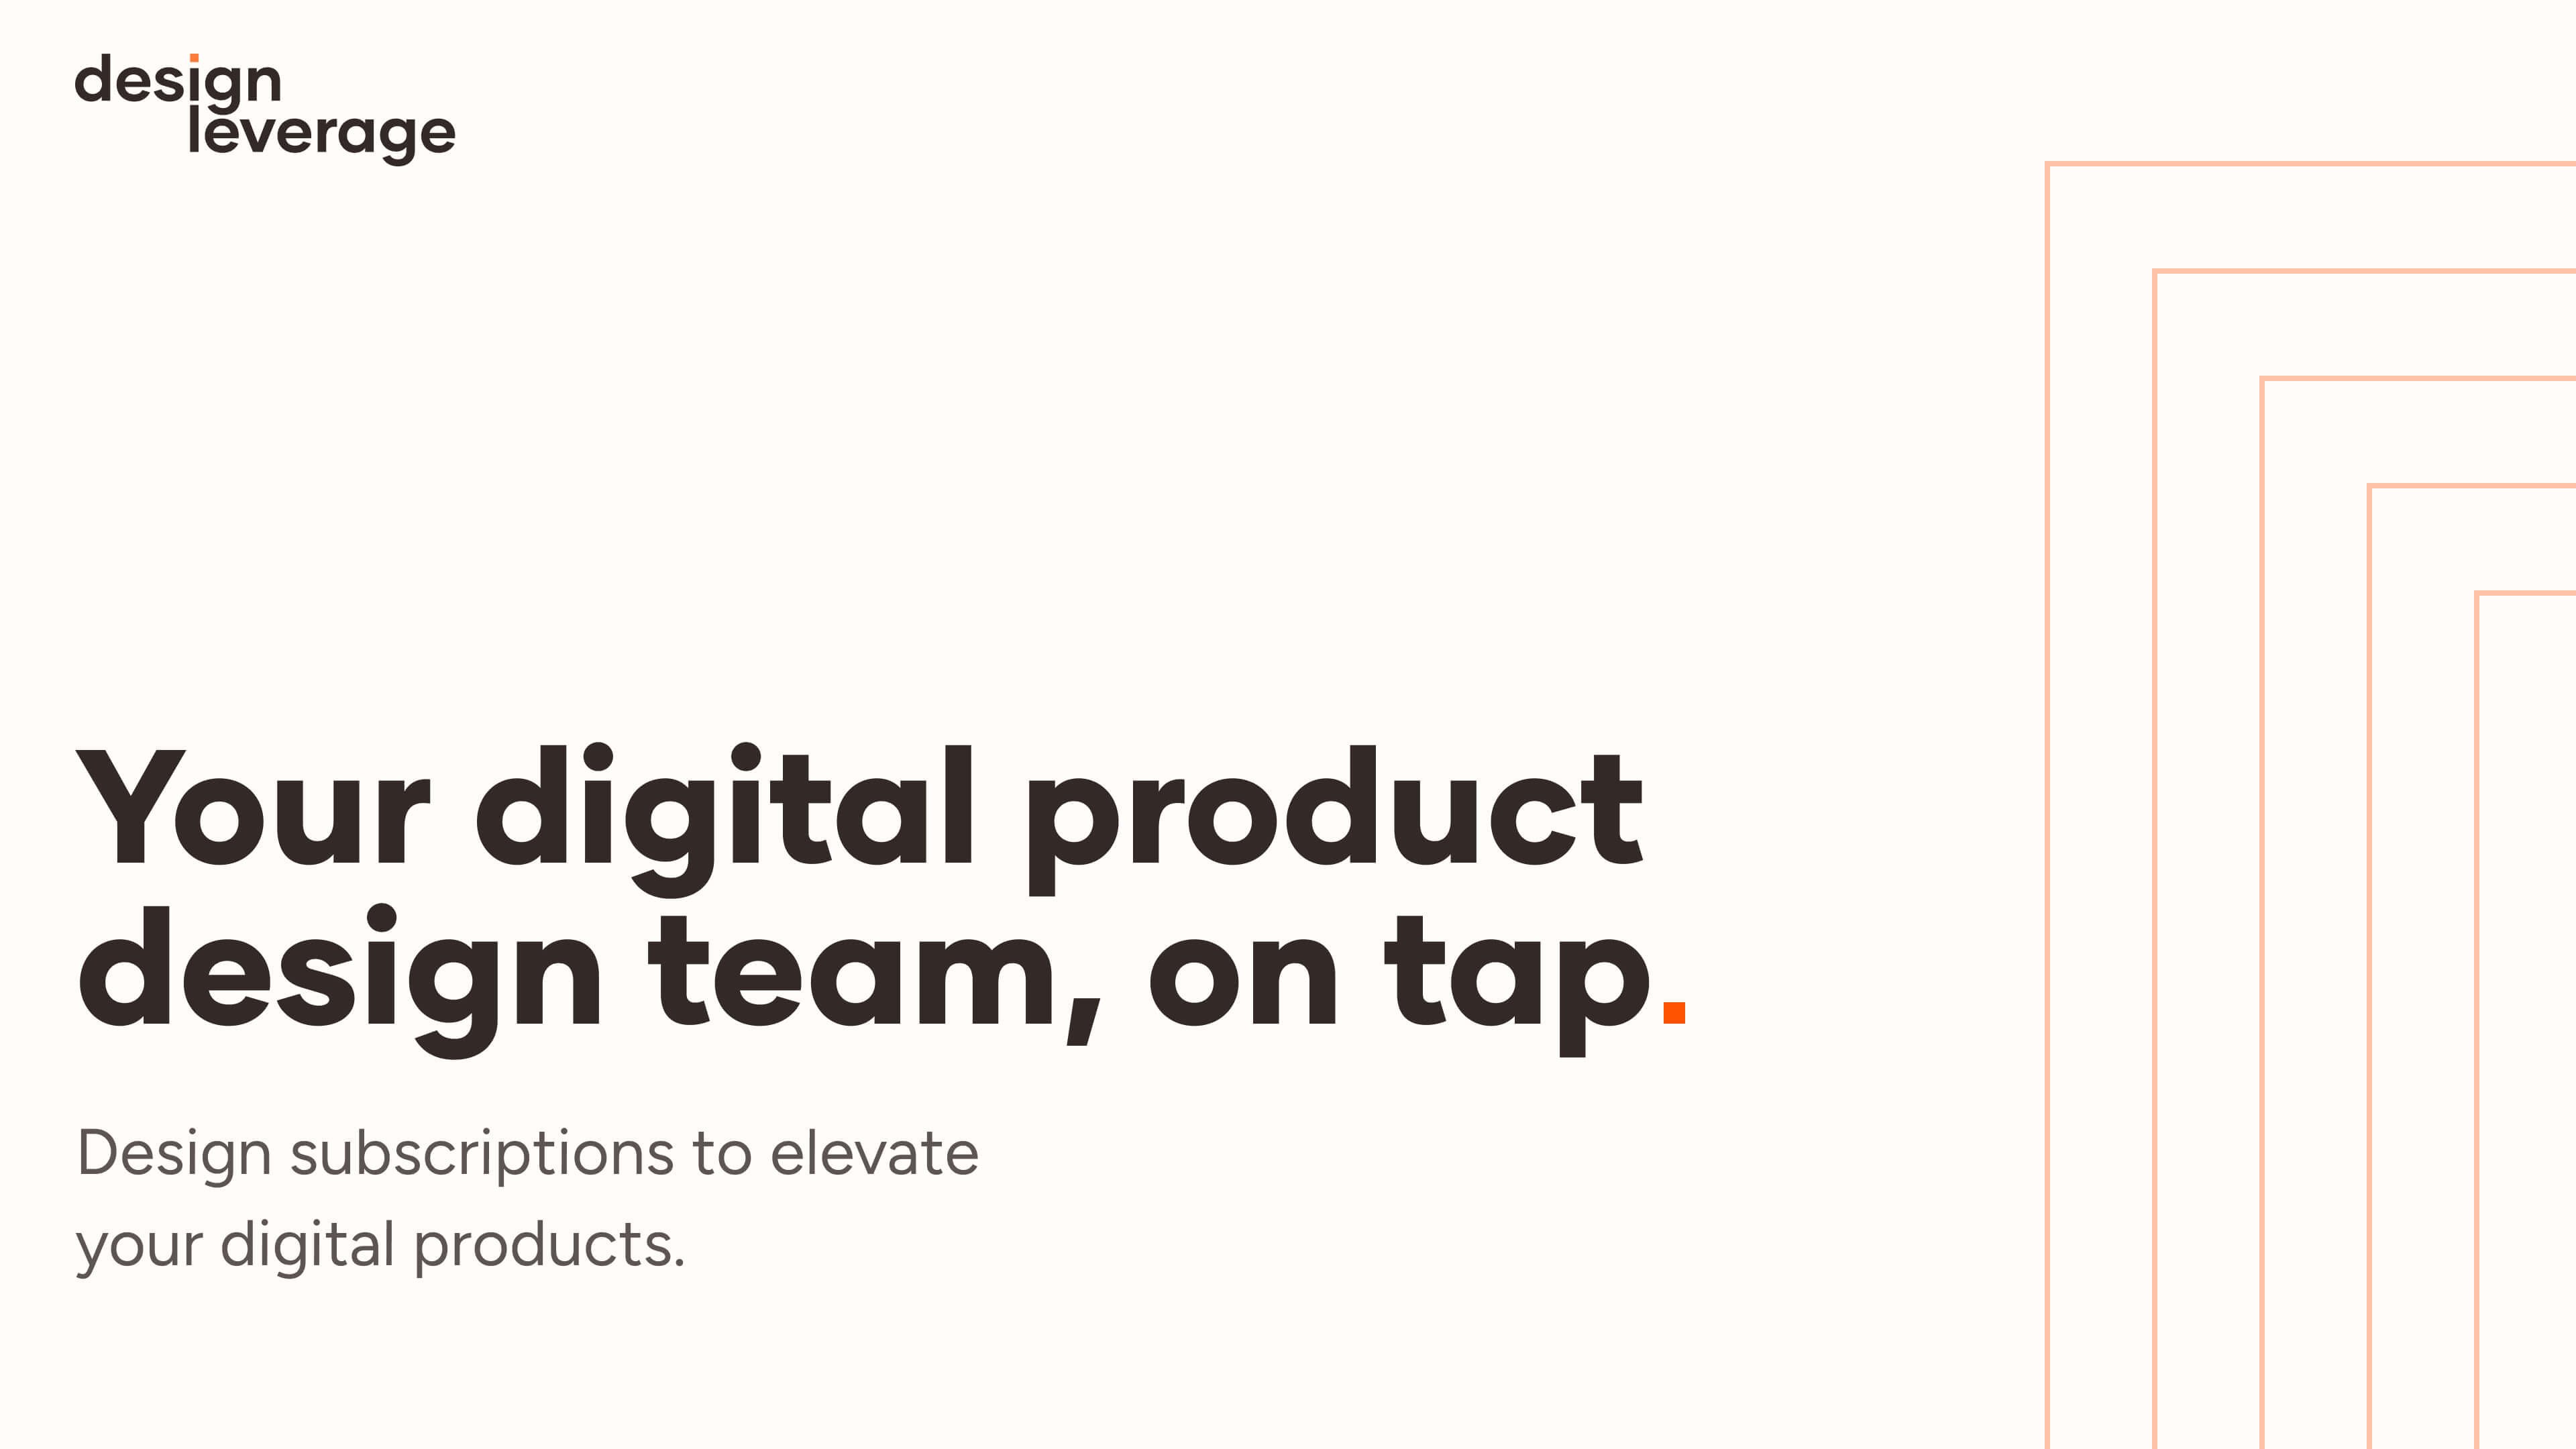 design
leverage
Your digital product
design team, on tap.
Design subscriptions to elevate
your digital products.